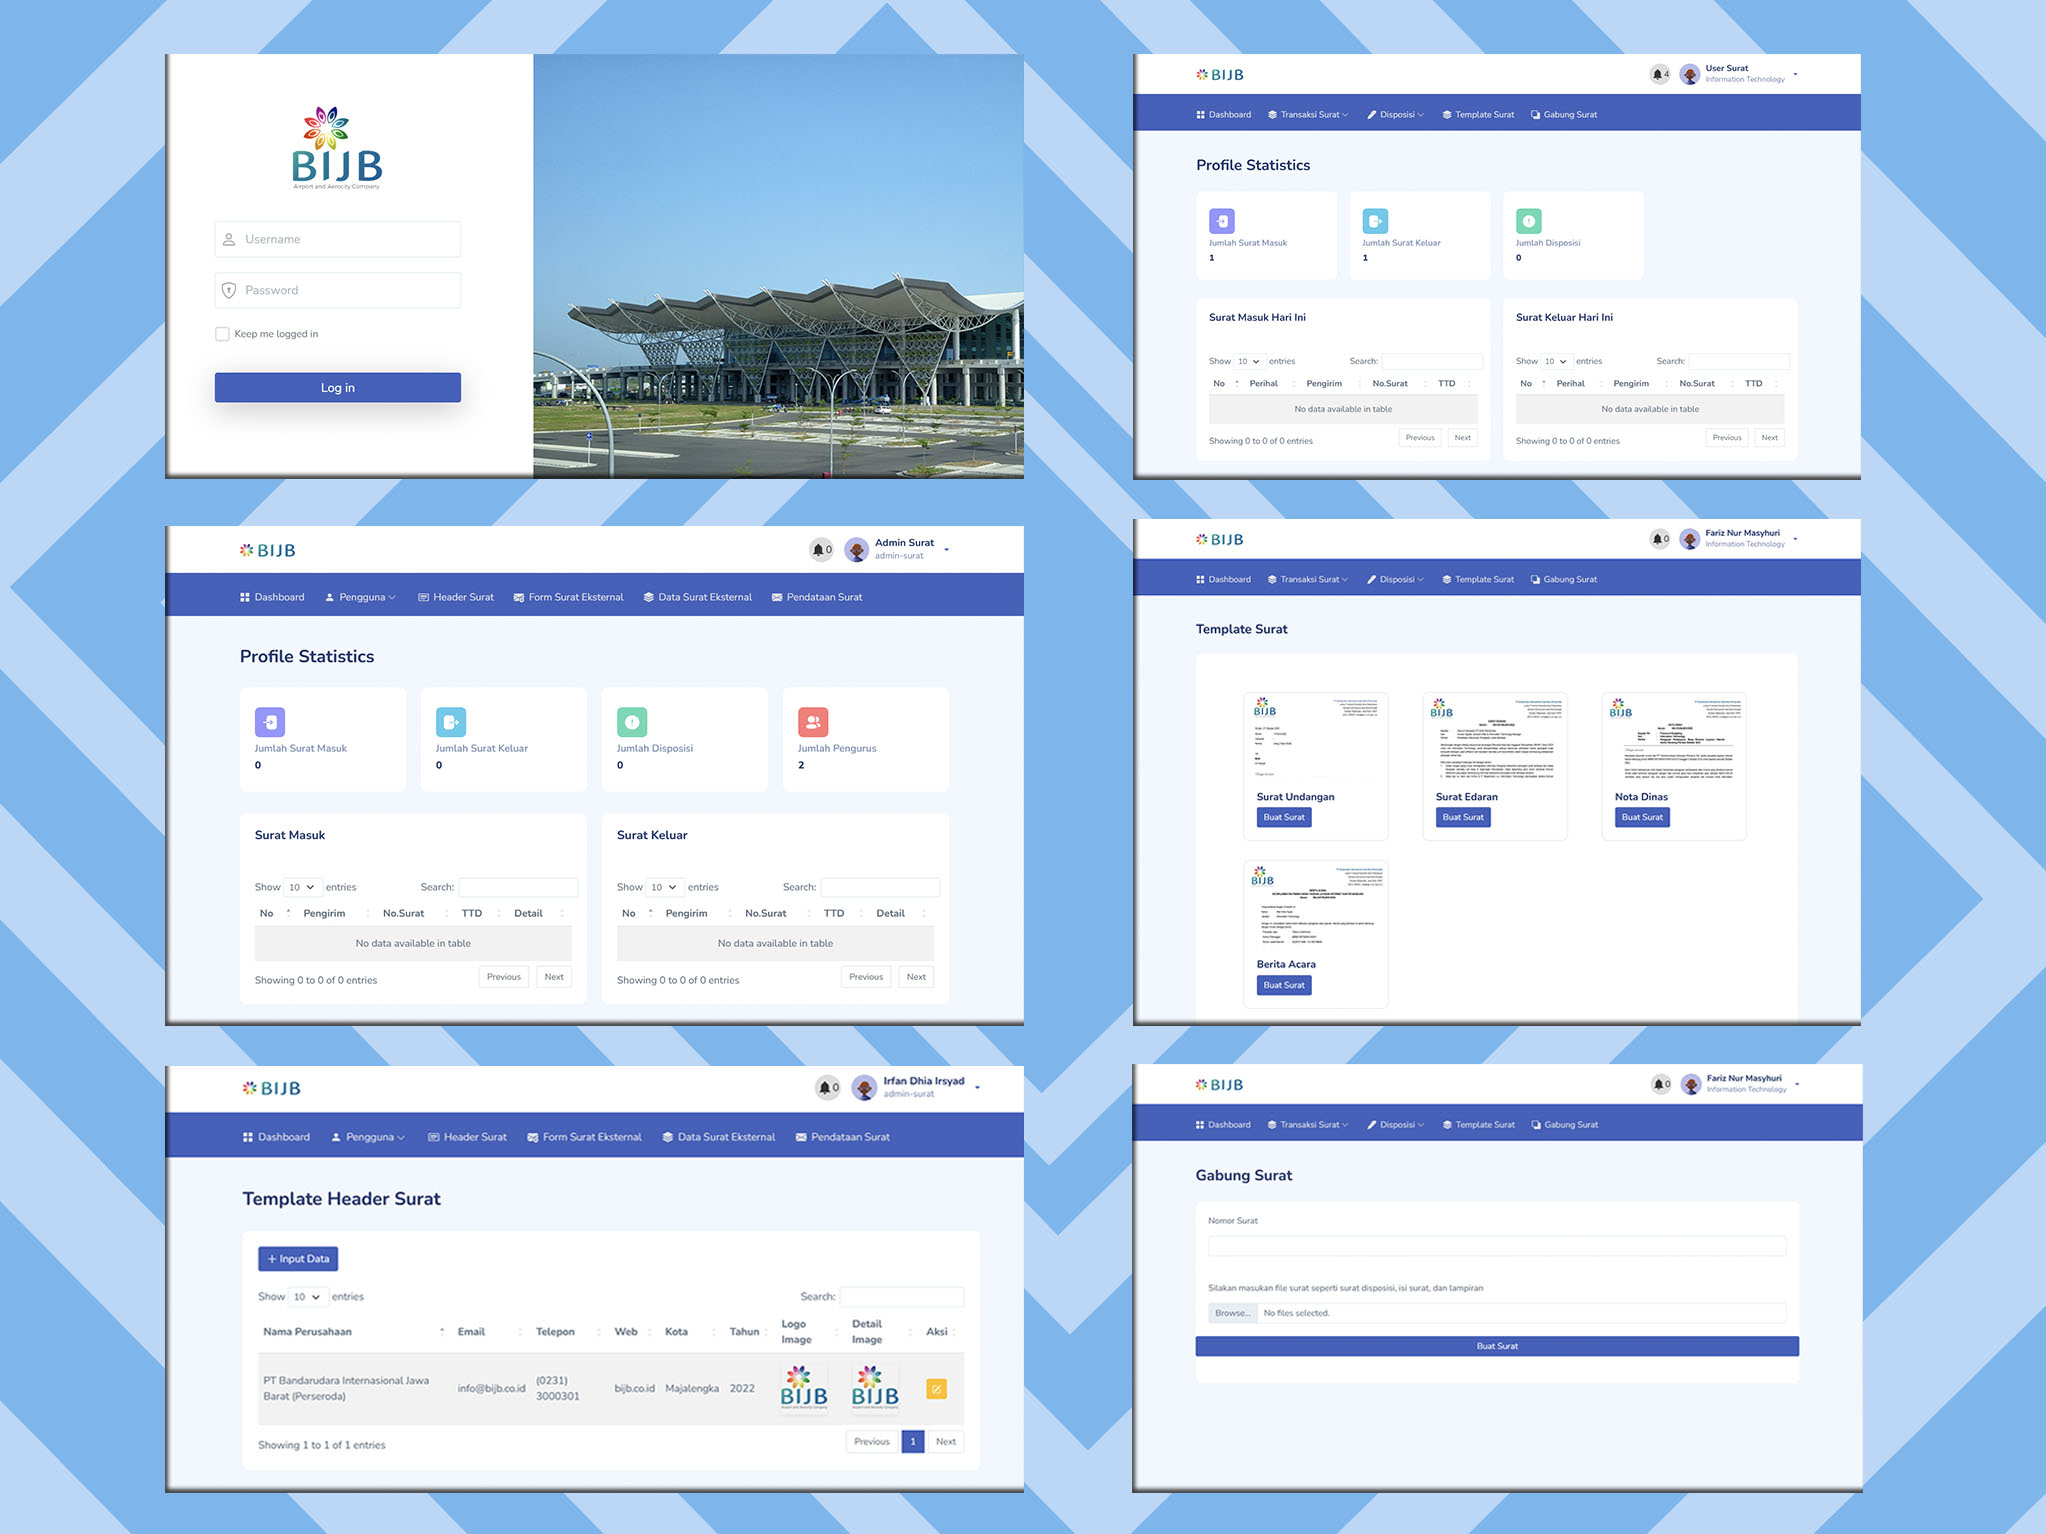 BIJB
Airport and Aerocity Company
Username
Password
Keep me logged in
Log in
BIJB
4
User Surat
Information Technology
Dashboard
Transaksi Surat
Disposisi
Template Surat
Gabung Surat
Profile Statistics
Jumlah Surat Masuk
1
Jumlah Surat Keluar
1
Jumlah Disposisi
0
Surat Masuk Hari Ini
Show 10 entries
Search:
No Perihal Pengirim No.Surat TTD
No data available in table
Showing 0 to 0 of 0 entries
Previous
Next
Surat Keluar Hari Ini
Show 10 entries
Search:
No Perihal Pengirim No.Surat TTD
No data available in table
Showing 0 to 0 of 0 entries
Previous
Next
BIJB
0
Admin Surat
admin-surat
Dashboard
Pengguna
Header Surat
Form Surat Eksternal
Data Surat Eksternal
Pendataan Surat
Profile Statistics
Jumlah Surat Masuk
0
Jumlah Surat Keluar
0
Jumlah Disposisi
0
Jumlah Pengurus
2
Surat Masuk
Show 10 entries
Search:
No Pengirim No.Surat TTD Detail
No data available in table
Showing 0 to 0 of 0 entries
Previous
Next
Surat Keluar
Show 10 entries
Search:
No Pengirim No.Surat TTD Detail
No data available in table
Showing 0 to 0 of 0 entries
Previous
Next
BIJB
0
Fariz Nur Masyhuri
Information Technology
Dashboard
Transaksi Surat
Disposisi
Template Surat
Gabung Surat
Template Surat
BIJB
Surat Undangan
Buat Surat
BIJB
Surat Edaran
Buat Surat
BIJB
Nota Dinas
Buat Surat
BIJB
Berita Acara
Buat Surat
BIJB
0
Irfan Dhia Irsyad
admin-surat
Dashboard
Pengguna
Header Surat
Form Surat Eksternal
Data Surat Eksternal
Pendataan Surat
Template Header Surat
+ Input Data
Show 10 entries
Search:
Nama Perusahaan Email Telepon Web Kota Tahun Logo Image Detail Image Aksi
PT Bandarudara Internasional Jawa Barat (Perseroda) info@bijb.co.id (0231) 3000301 bijb.co.id Majalengka 2022 BIJB BIJB
Showing 1 to 1 of 1 entries
Previous
1
Next
BIJB
0
Fariz Nur Masyhuri
Information Technology
Dashboard
Transaksi Surat
Disposisi
Template Surat
Gabung Surat
Gabung Surat
Nomor Surat
Silakan masukan file surat seperti surat disposisi, isi surat, dan lampiran
Browse... No files selected.
Buat Surat